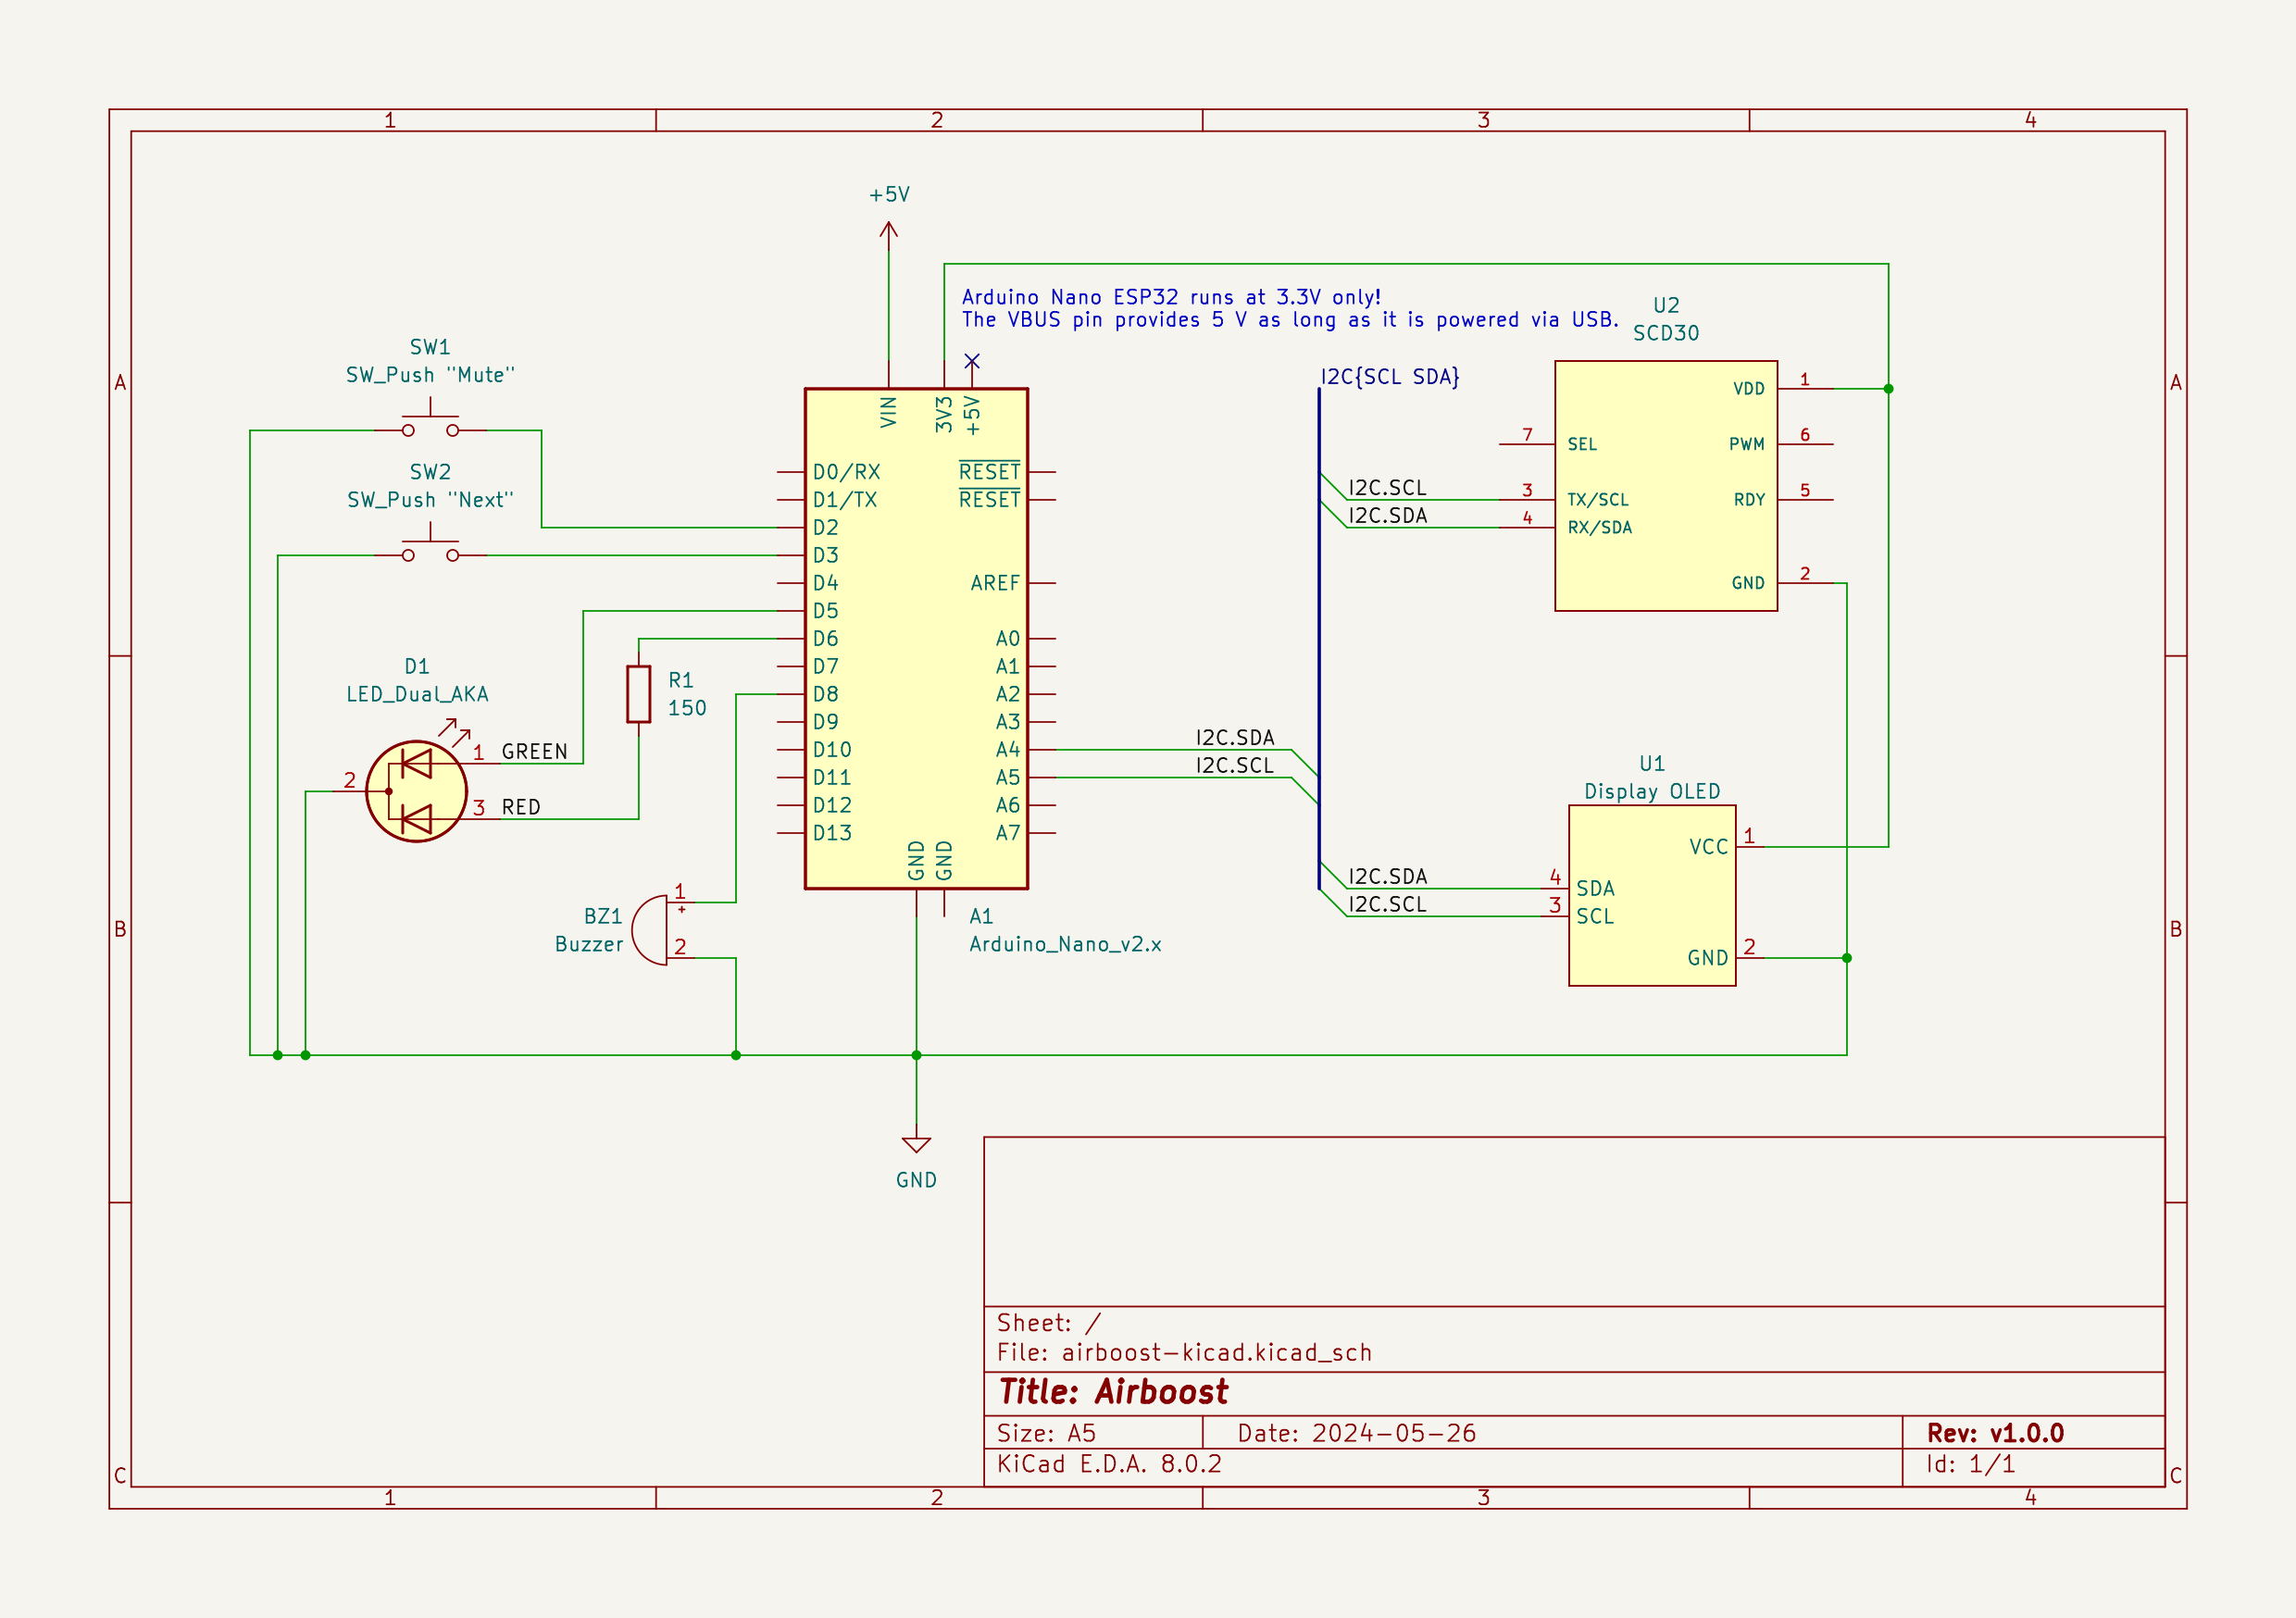 1 2 3 4
+5V
Arduino Nano ESP32 runs at 3.3V only!
The VBUS pin provides 5 V as long as it is powered via USB.
U2
SCD30
SW1
SW_Push "Mute"
A
A
I2C{SCL SDA}
VIN
3V3
+5V
VDD 1
7 SEL
PWM 6
SW2
SW_Push "Next"
D0/RX
RESET
D1/TX
RESET
D2
D3
D4
AREF
D5
D6
A0
D7
A1
D8
A2
D9
A3
D10
A4
D11
A5
D12
A6
D13
A7
GND
GND
I2C.SCL
3 TX/SCL
RDY 5
I2C.SDA
4 RX/SDA
GND 2
D1
LED_Dual_AKA
R1
150
1 GREEN
2
3 RED
I2C.SDA
I2C.SCL
U1
Display OLED
VCC 1
I2C.SDA
4 SDA
I2C.SCL
3 SCL
GND 2
BZ1
Buzzer
1
+
2
A1
Arduino_Nano_v2.x
B
B
GND
Sheet: /
File: airboost-kicad.kicad_sch
Title: Airboost
Size: A5
Date: 2024-05-26
Rev: v1.0.0
KiCad E.D.A. 8.0.2
Id: 1/1
C
C
1 2 3 4